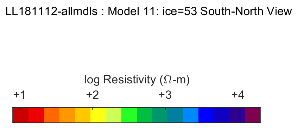 LL181112-allmdls : Model 11: ice=53 South-North View
log Resistivity (Ω-m)
+1 +2 +3 +4